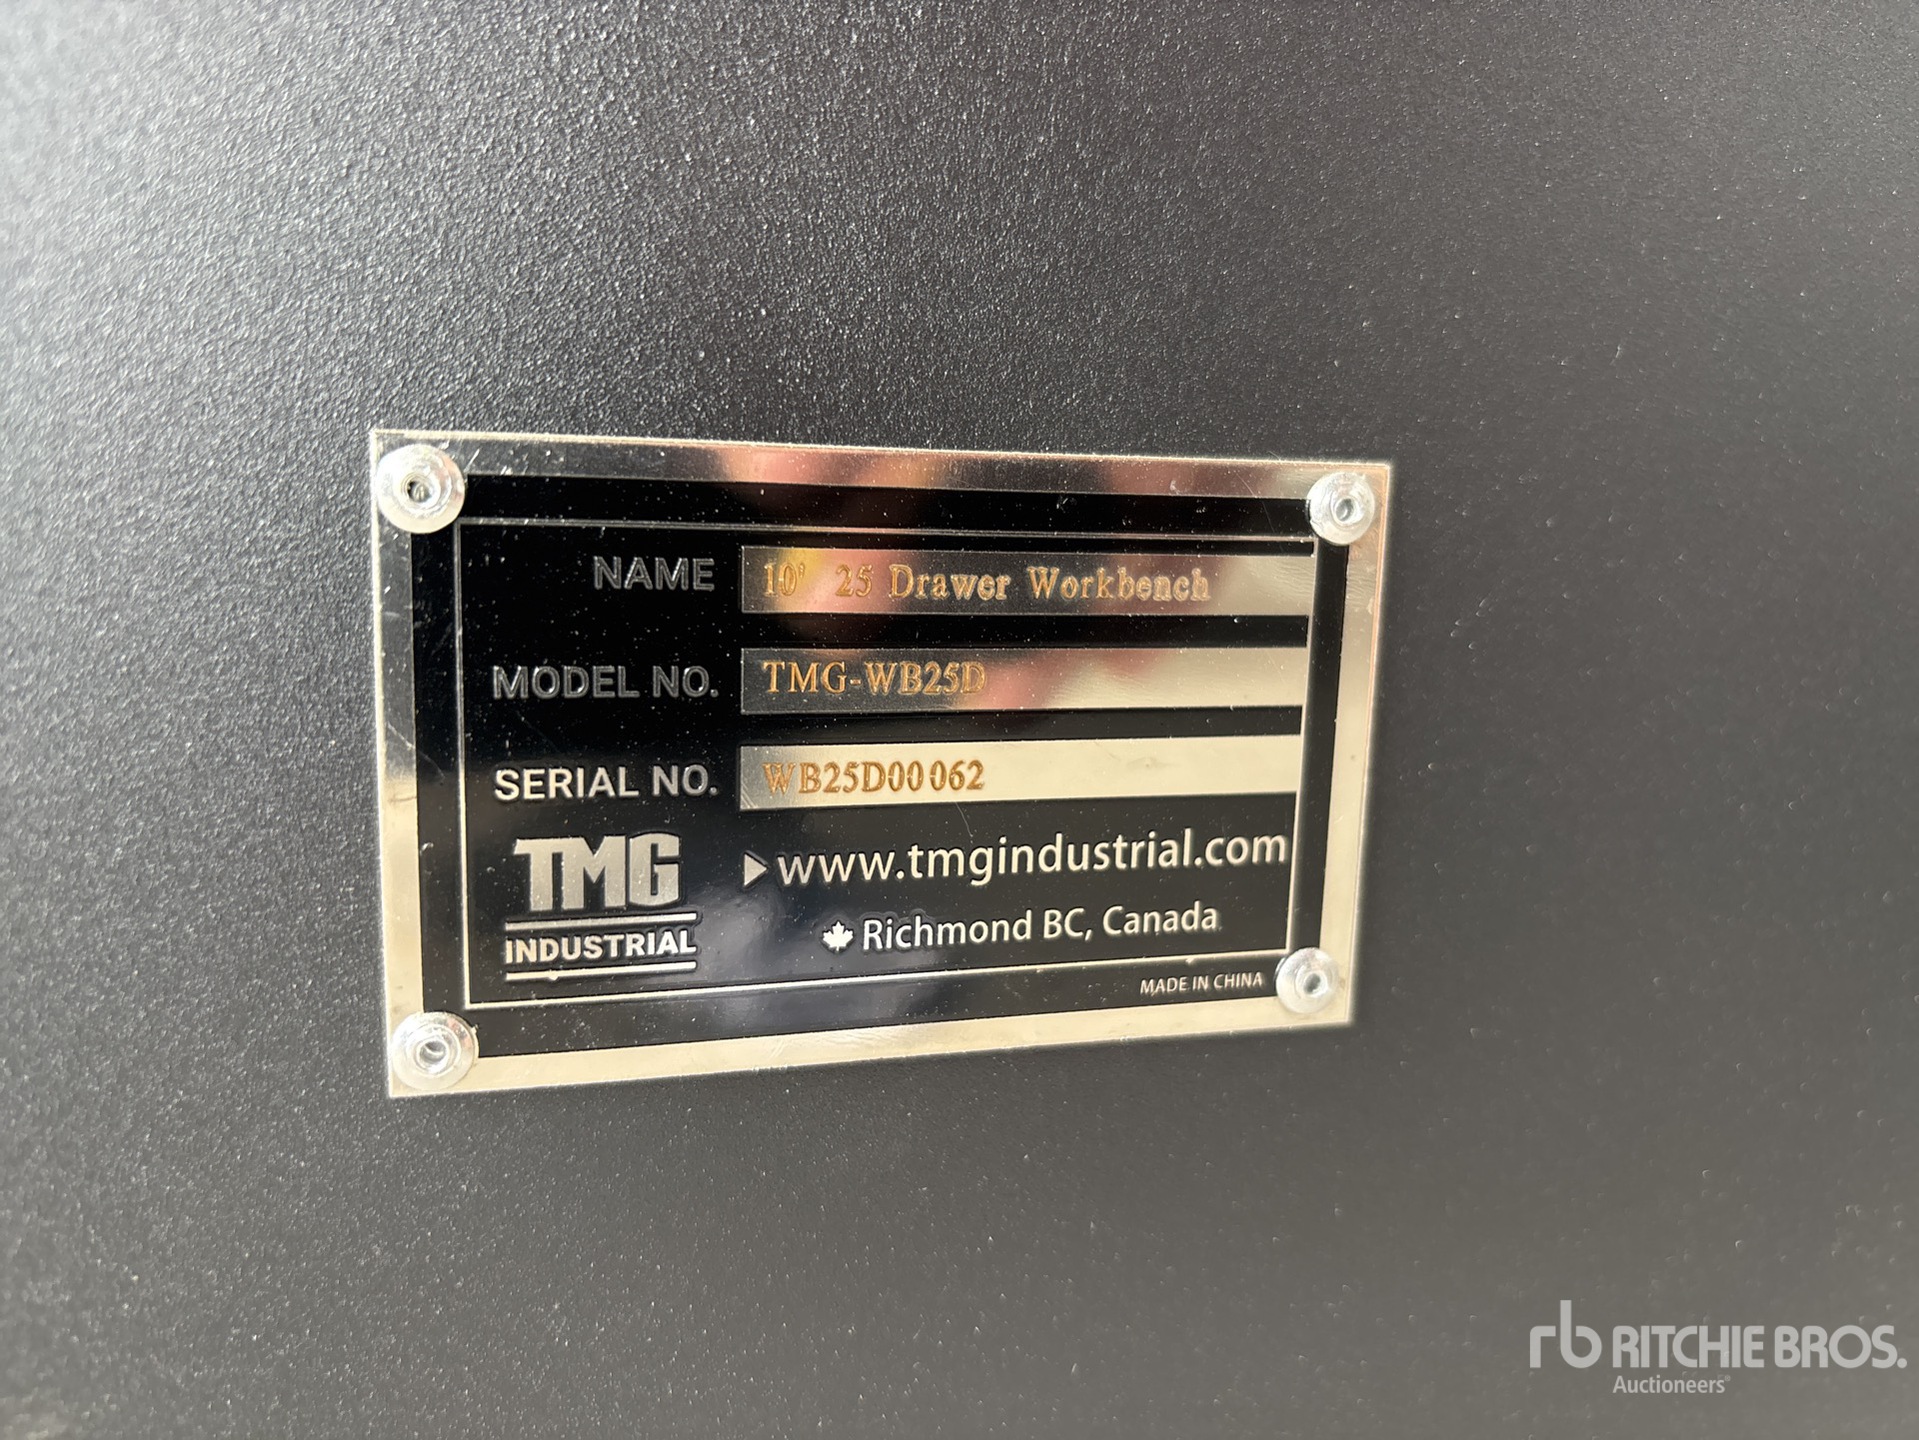 NAME 10' 25 Drawer Workbench
MODEL NO. TMG-WB25D
SERIAL NO. WB25D00062
TMG
INDUSTRIAL
www.tmgindustrial.com
Richmond BC, Canada
MADE IN CHINA
rb RITCHIE BROS.
Auctioneers